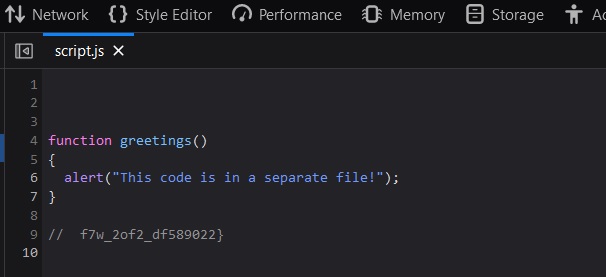 Network Style Editor Performance Memory Storage Ac
script.js
1
2
3
4 function greetings()
5 {
6 alert("This code is in a separate file!");
7 }
8
9 //  f7w_2of2_df589022}
10